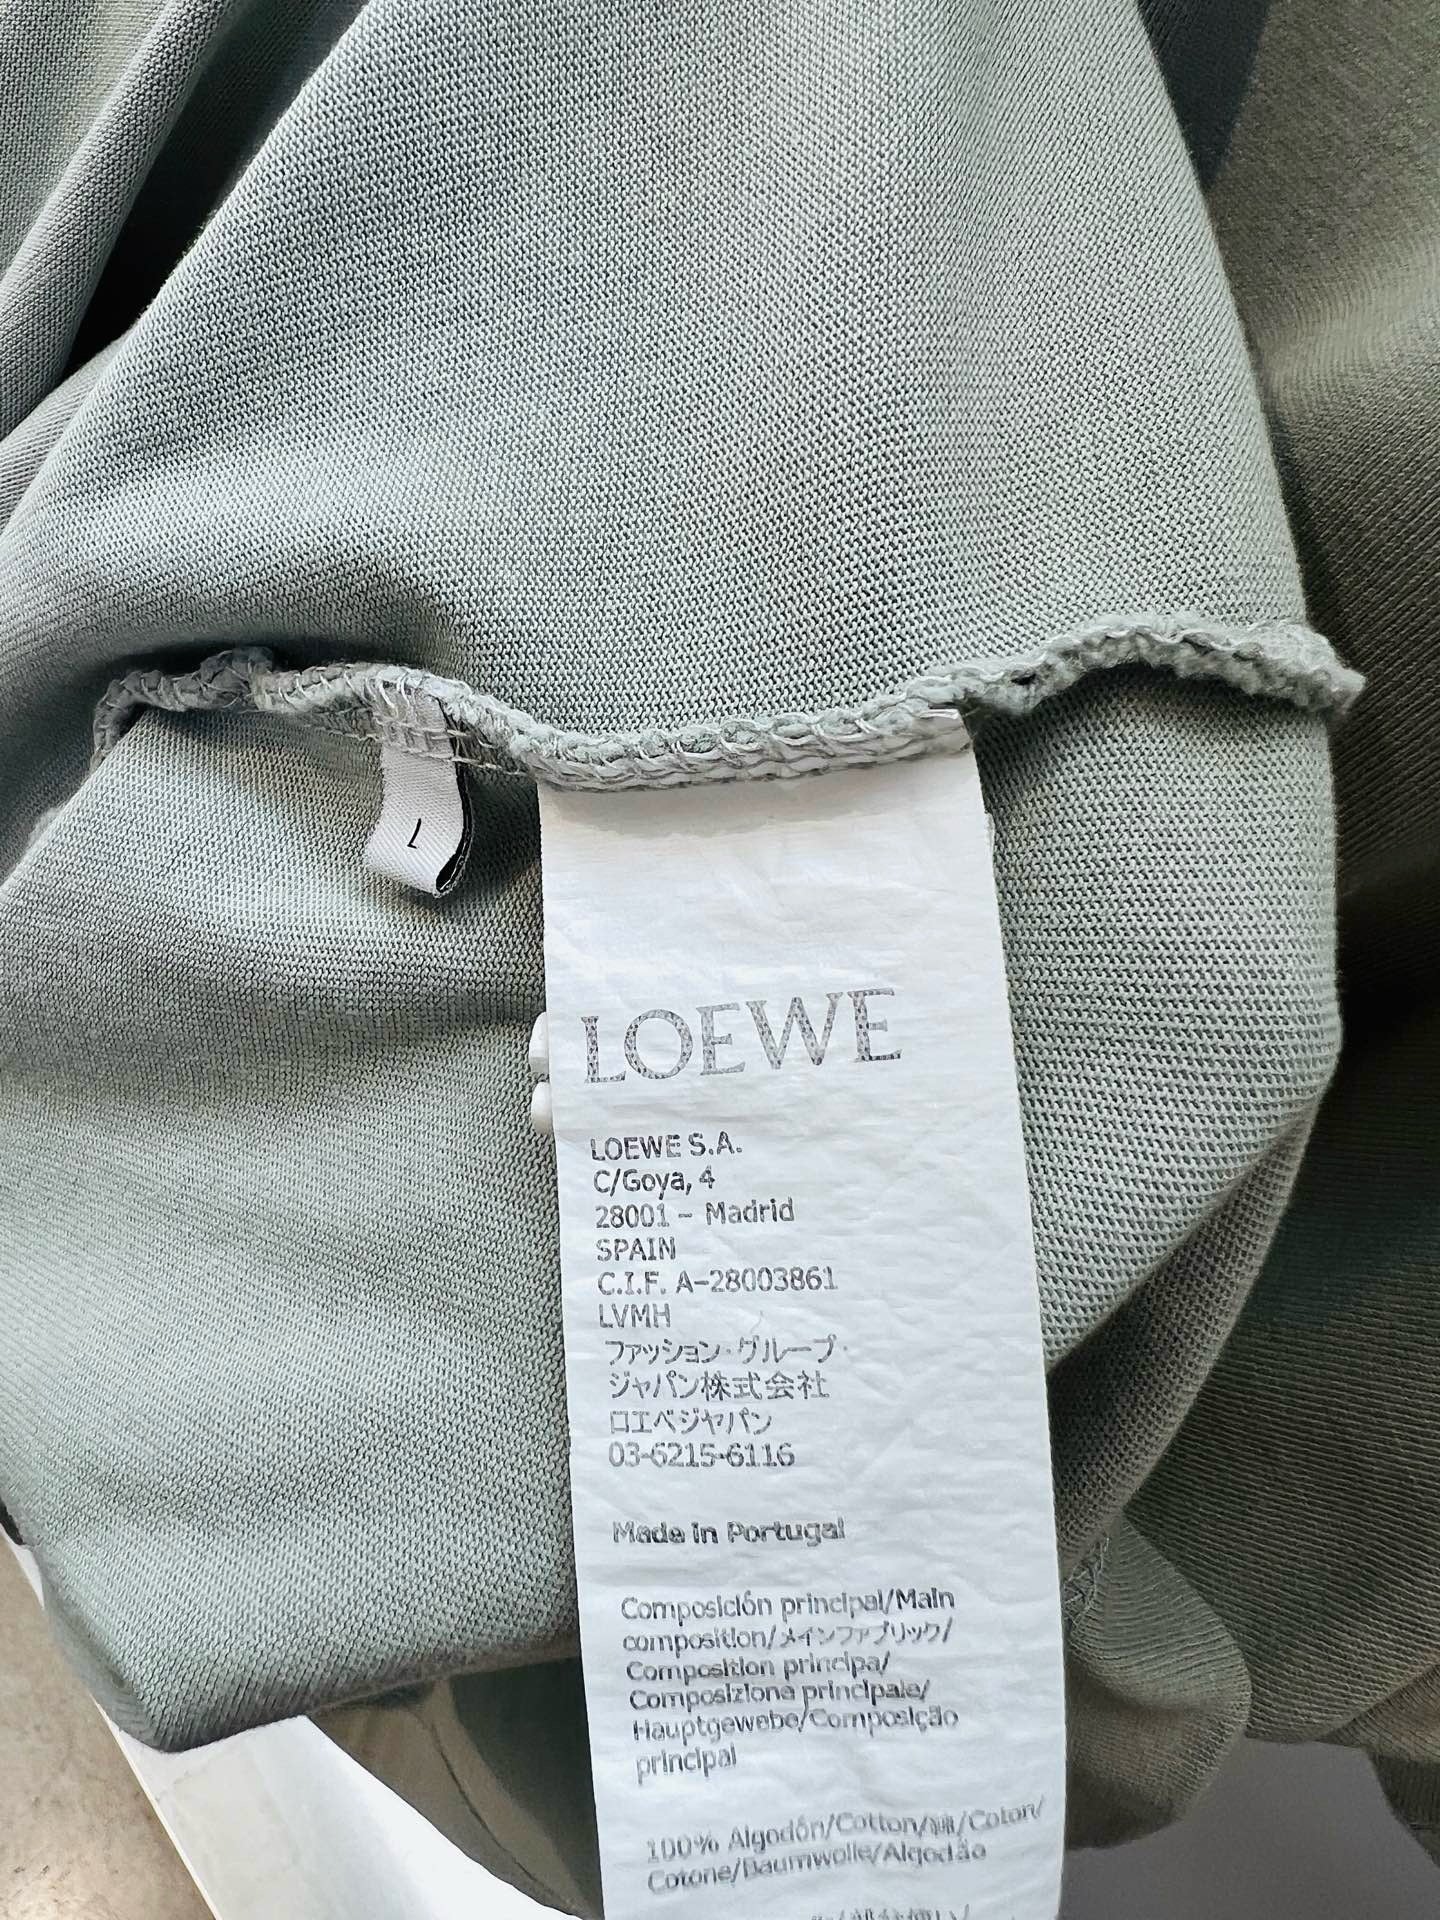 L
LOEWE
LOEWE S.A.
C/Goya, 4
28001 - Madrid
SPAIN
C.I.F. A-28003861
LVMH
ファッション・グループ・
ジャパン株式会社
ロエベジャパン
03-6215-6116
Made in Portugal
Composición principal/Main
composition/メインファブリック/
Composition principa/
Composizione principale/
Hauptgewebe/Composição
principal
100% Algodón/Cotton/綿/Coton/
Cotone/Baumwolle/Algodão